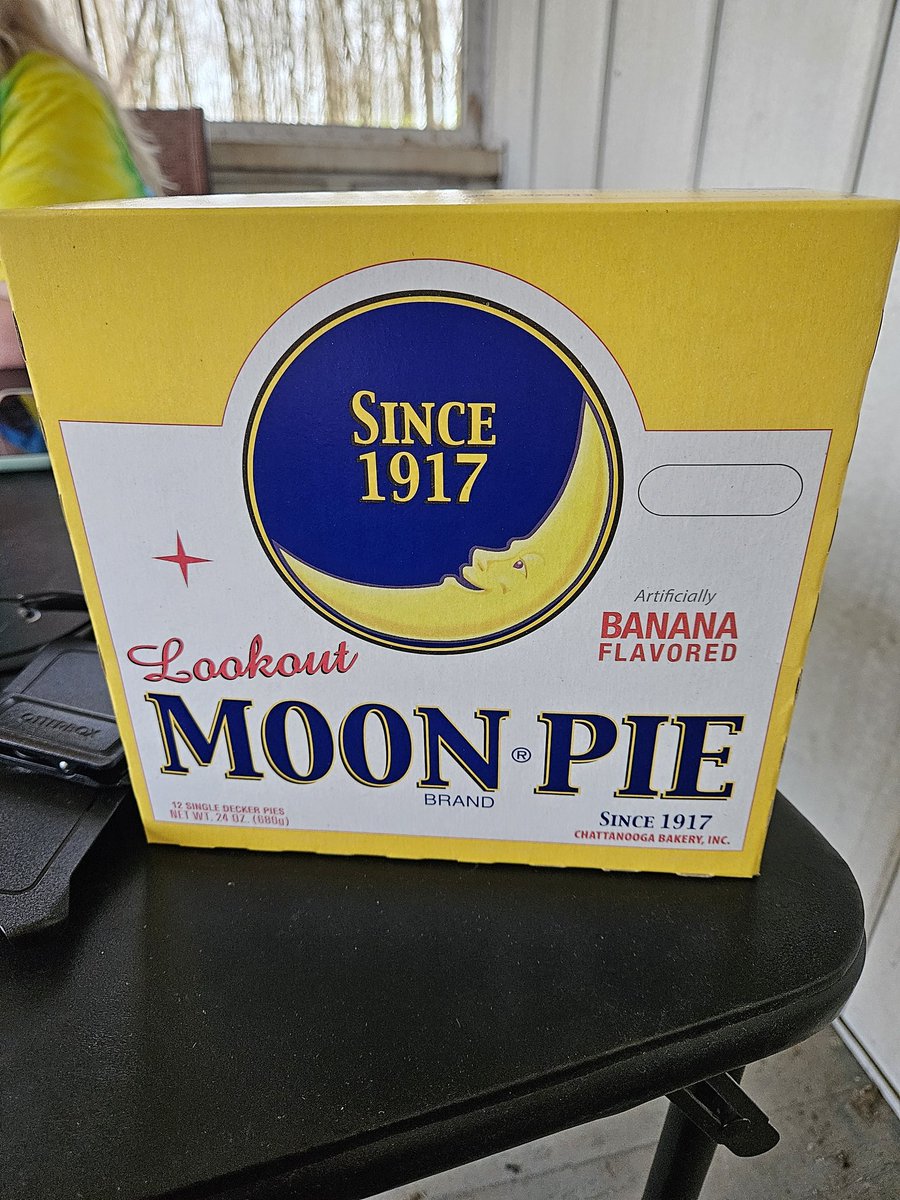 SINCE
1917
Artificially
BANANA
FLAVORED
Lookout
MOON® PIE
BRAND
12 SINGLE DECKER PIES
NET WT. 24 OZ. (680g)
SINCE 1917
CHATTANOOGA BAKERY, INC.
OTTERBOX